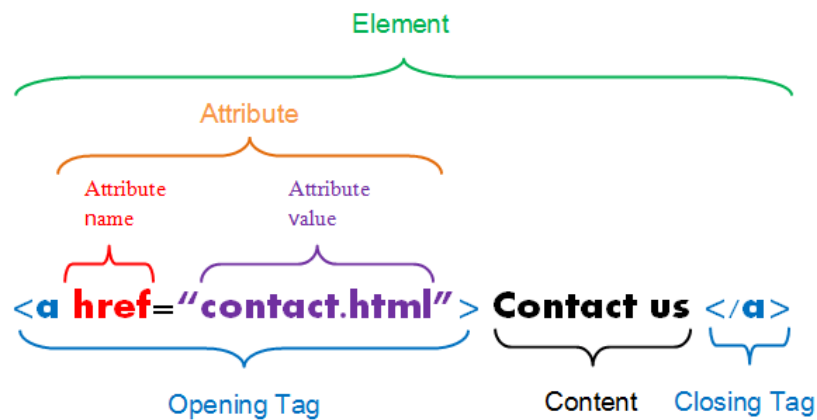 Element
Attribute
Attribute Attribute
name value
<a href=“contact.html”> Contact us </a>
Opening Tag Content Closing Tag